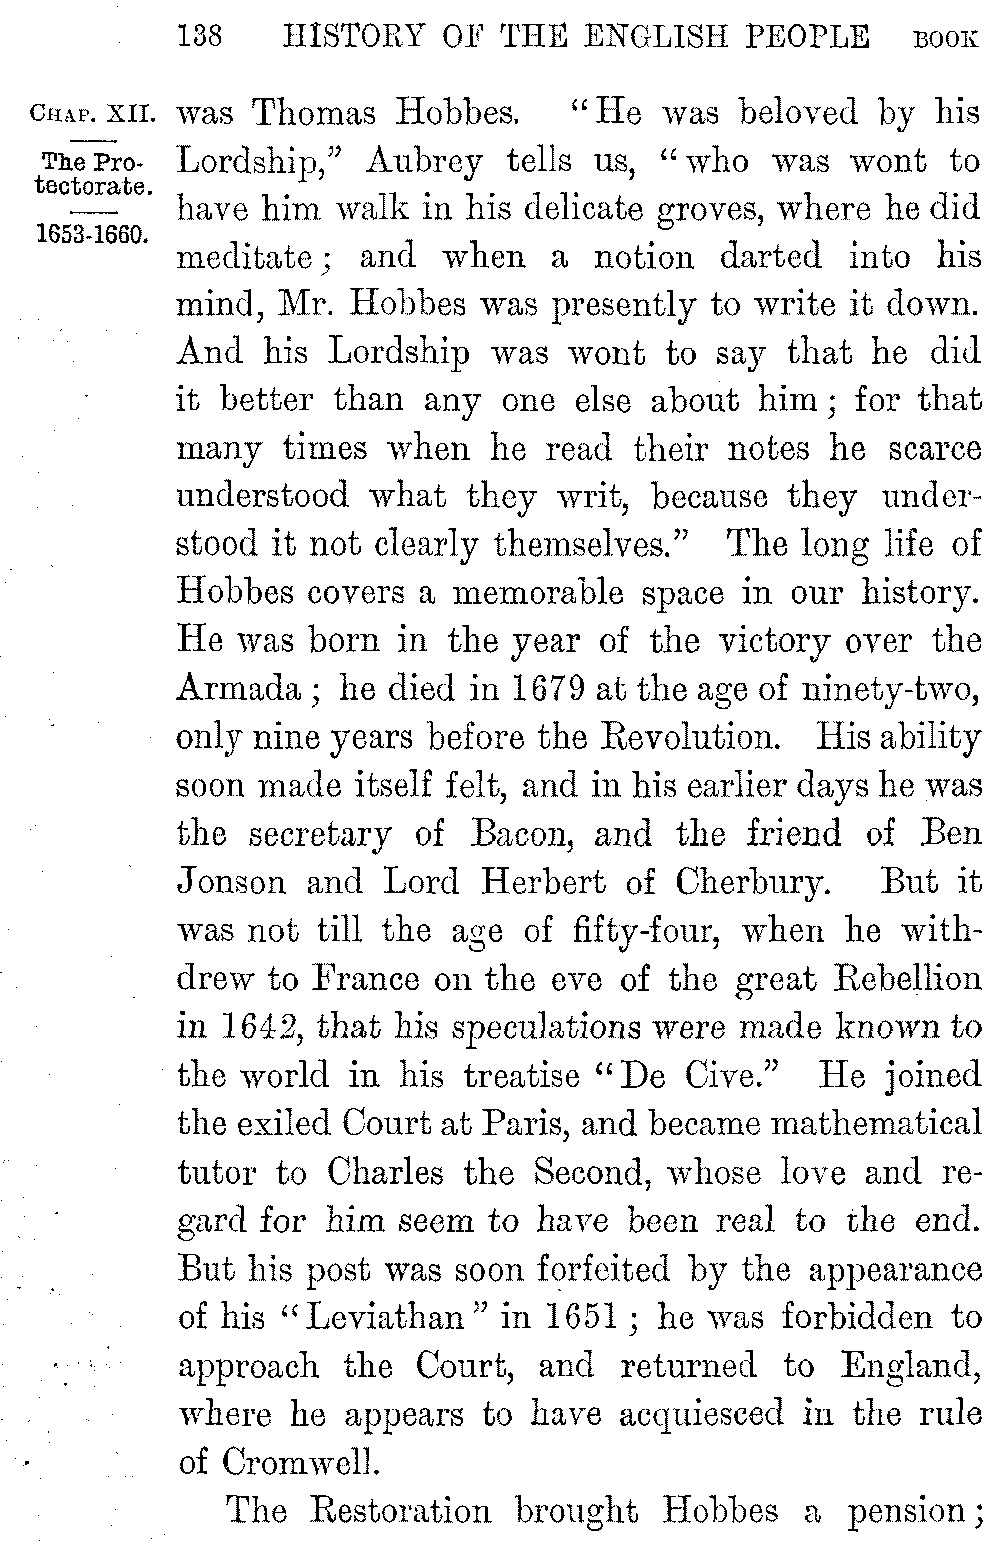 138 HISTORY OF THE ENGLISH PEOPLE BOOK
CHAP. XII.
The Pro-
tectorate.
1653-1660.
was Thomas Hobbes. “He was beloved by his
Lordship,” Aubrey tells us, “who was wont to
have him walk in his delicate groves, where he did
meditate; and when a notion darted into his
mind, Mr. Hobbes was presently to write it down.
And his Lordship was wont to say that he did
it better than any one else about him; for that
many times when he read their notes he scarce
understood what they writ, because they under-
stood it not clearly themselves.” The long life of
Hobbes covers a memorable space in our history.
He was born in the year of the victory over the
Armada; he died in 1679 at the age of ninety-two,
only nine years before the Revolution. His ability
soon made itself felt, and in his earlier days he was
the secretary of Bacon, and the friend of Ben
Jonson and Lord Herbert of Cherbury. But it
was not till the age of fifty-four, when he with-
drew to France on the eve of the great Rebellion
in 1642, that his speculations were made known to
the world in his treatise “De Cive.” He joined
the exiled Court at Paris, and became mathematical
tutor to Charles the Second, whose love and re-
gard for him seem to have been real to the end.
But his post was soon forfeited by the appearance
of his “Leviathan” in 1651; he was forbidden to
approach the Court, and returned to England,
where he appears to have acquiesced in the rule
of Cromwell.
The Restoration brought Hobbes a pension;